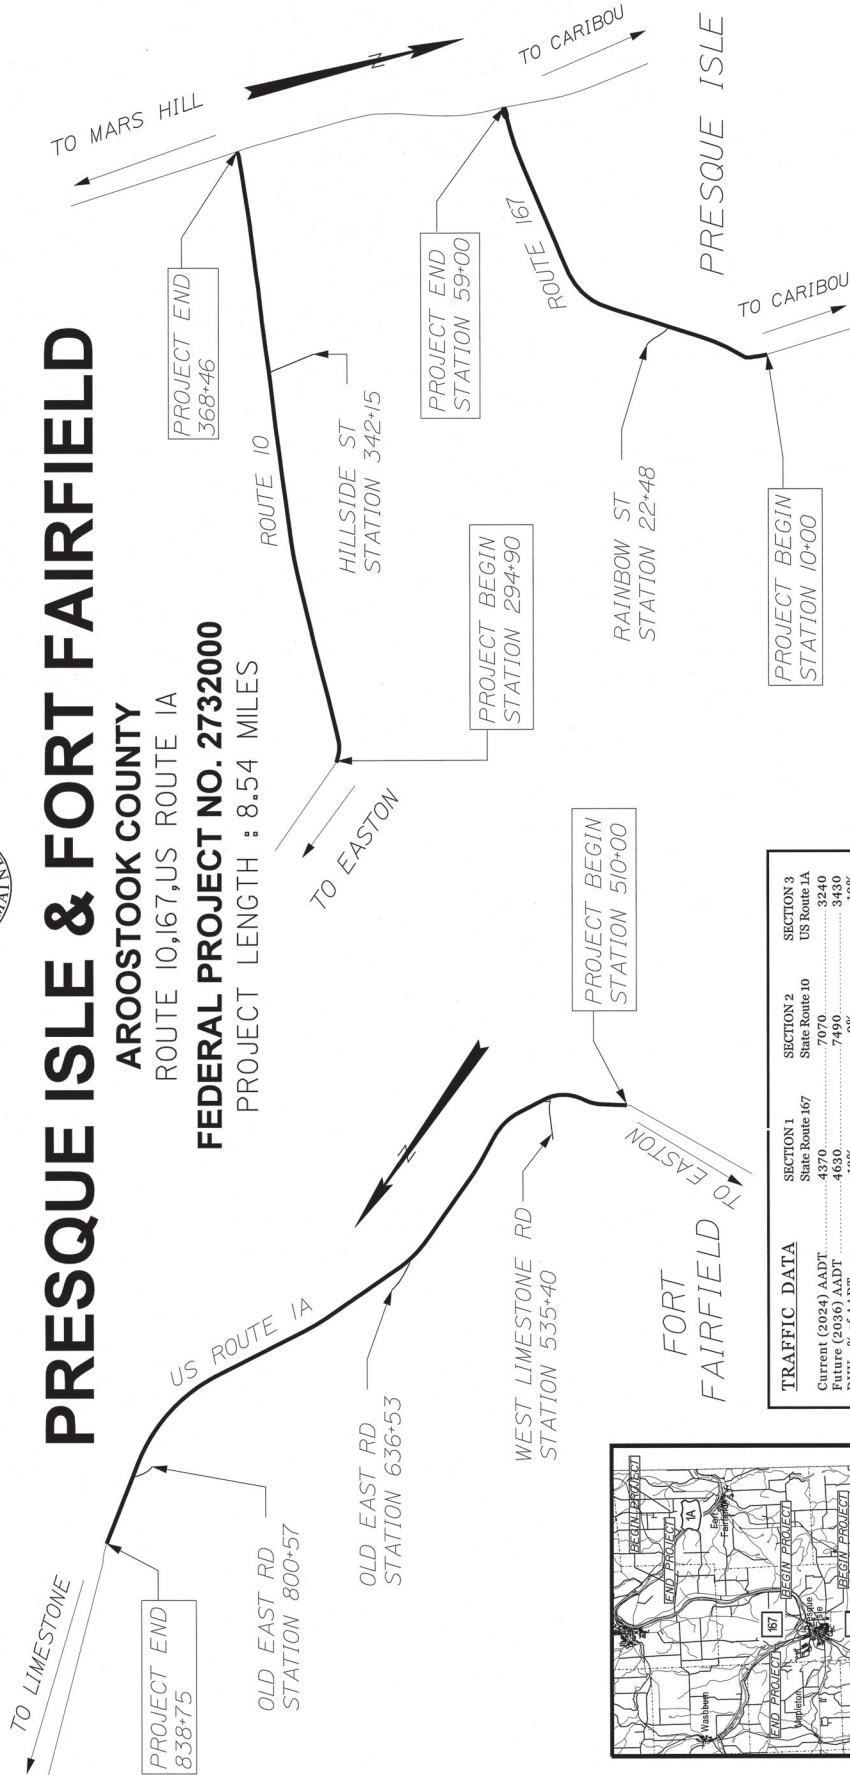 MAINE
PRESQUE ISLE & FORT FAIRFIELD
AROOSTOOK COUNTY
ROUTE 10,167,US ROUTE 1A
FEDERAL PROJECT NO. 2732000
PROJECT LENGTH : 8.54 MILES
TO LIMESTONE
PROJECT END
838+75
OLD EAST RD
STATION 800+57
US ROUTE 1A
OLD EAST RD
STATION 636+53
N
WEST LIMESTONE RD
STATION 535+40
PROJECT BEGIN
STATION 510+00
TO EASTON
FORT
FAIRFIELD
TO MARS HILL
N
TO CARIBOU
PROJECT END
368+46
ROUTE 10
HILLSIDE ST
STATION 342+15
TO EASTON
PROJECT BEGIN
STATION 294+90
PROJECT END
STATION 59+00
ROUTE 167
PRESQUE ISLE
RAINBOW ST
STATION 22+48
TO CARIBOU
PROJECT BEGIN
STATION 10+00
BEGIN PROJECT
END PROJECT
1A
Fort
Fairfield
BEGIN PROJECT
167
Presque
Isle
BEGIN PROJECT
END PROJECT
Washburn
Mapleton
TRAFFIC DATA
SECTION 1 SECTION 2 SECTION 3
State Route 167 State Route 10 US Route 1A
Current (2024) AADT 4370 7070 3240
Future (2036) AADT 4630 7490 3430